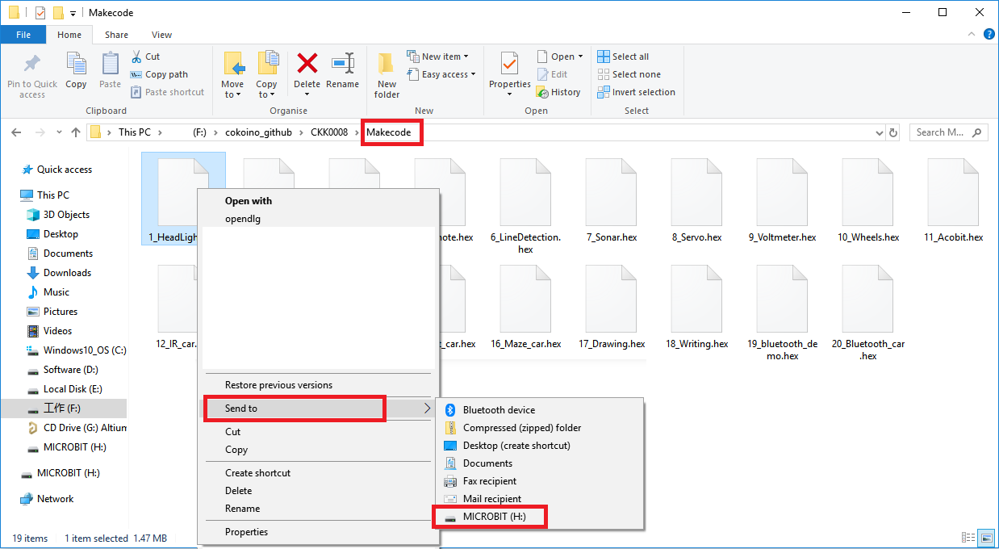 Makecode
File
Home
Share
View
Pin to Quick
access
Copy
Paste
Cut
Copy path
Paste shortcut
Clipboard
Move
to
Copy
to
Delete
Rename
Organise
New
folder
New item
Easy access
New
Properties
Open
Edit
History
Open
Select all
Select none
Invert selection
Select
This PC
(F:)
cokoino_github
CKK0008
Makecode
Search M...
Quick access
This PC
3D Objects
Desktop
Documents
Downloads
Music
Pictures
Videos
Windows10_OS (C:)
Software (D:)
Local Disk (E:)
工作 (F:)
CD Drive (G:) Altium
MICROBIT (H:)
MICROBIT (H:)
Network
1_HeadLigh
note.hex
6_LineDetection.
hex
7_Sonar.hex
8_Servo.hex
9_Voltmeter.hex
10_Wheels.hex
11_Acobit.hex
12_IR_car.
_car.hex
16_Maze_car.hex
17_Drawing.hex
18_Writing.hex
19_bluetooth_de
mo.hex
20_Bluetooth_car
.hex
Open with
opendlg
Restore previous versions
Send to
Cut
Copy
Create shortcut
Delete
Rename
Properties
Bluetooth device
Compressed (zipped) folder
Desktop (create shortcut)
Documents
Fax recipient
Mail recipient
MICROBIT (H:)
19 items
1 item selected
1.47 MB